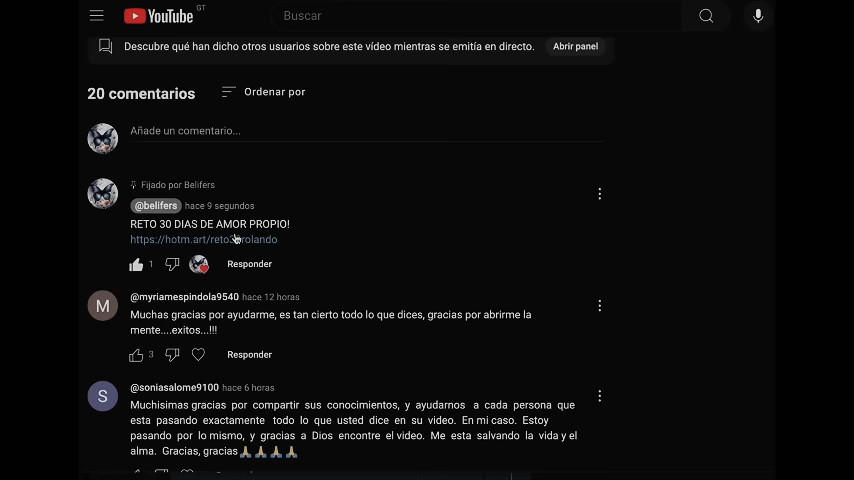 YouTube GT
Buscar
Descubre qué han dicho otros usuarios sobre este vídeo mientras se emitía en directo. Abrir panel
20 comentarios Ordenar por
Añade un comentario...
Fijado por Belifers
@belifers hace 9 segundos
RETO 30 DIAS DE AMOR PROPIO!
1 Responder
M @myriamespindola9540 hace 12 horas
Muchas gracias por ayudarme, es tan cierto todo lo que dices, gracias por abrirme la
mente....exitos...!!!
3 Responder
S @soniasalome9100 hace 6 horas
Muchisimas gracias por compartir sus conocimientos, y ayudarnos a cada persona que
esta pasando exactamente todo lo que usted dice en su video. En mi caso. Estoy
pasando por lo mismo, y gracias a Dios encontre el video. Me esta salvando la vida y el
alma. Gracias, gracias🙏🏽🙏🏽🙏🏽🙏🏽